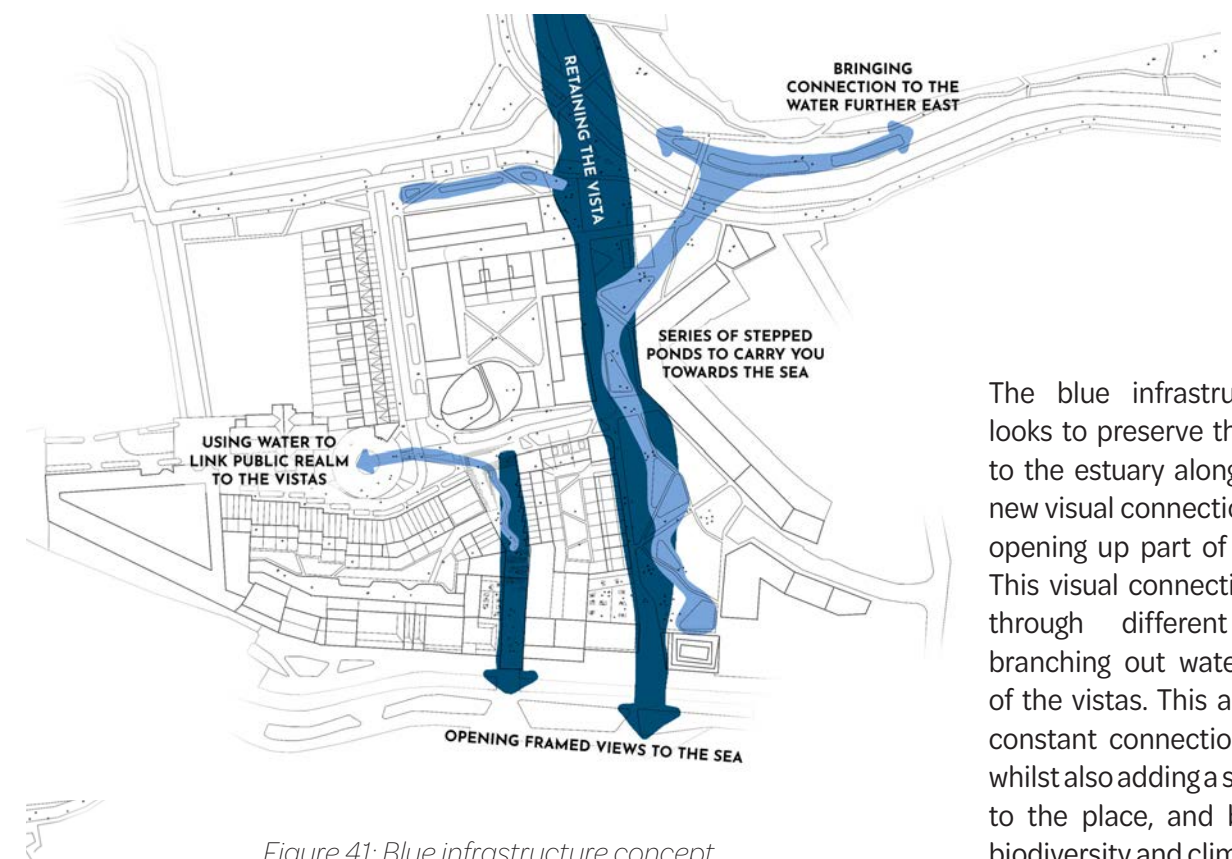 RETAINING THE VISTA
BRINGING
CONNECTION TO THE
WATER FURTHER EAST
SERIES OF STEPPED
PONDS TO CARRY YOU
TOWARDS THE SEA
USING WATER TO
LINK PUBLIC REALM
TO THE VISTAS
OPENING FRAMED VIEWS TO THE SEA
Figure 41: Blue infrastructure concept
The blue infrastru
looks to preserve th
to the estuary along
new visual connectio
opening up part of
This visual connecti
through different
branching out wate
of the vistas. This a
constant connectio
whilst also adding a s
to the place, and b
biodiversity and clim